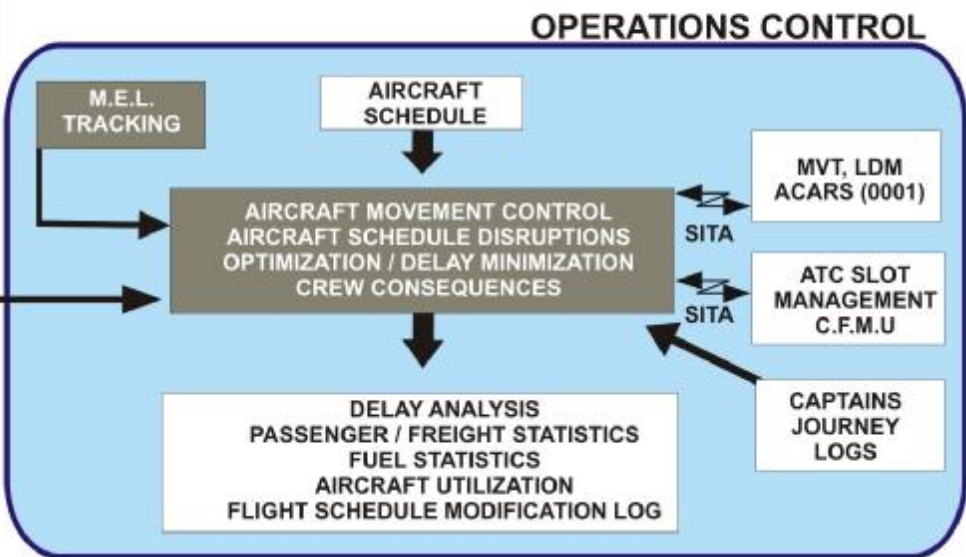 OPERATIONS CONTROL
M.E.L.
TRACKING
AIRCRAFT
SCHEDULE
MVT, LDM
ACARS (0001)
SITA
AIRCRAFT MOVEMENT CONTROL
AIRCRAFT SCHEDULE DISRUPTIONS
OPTIMIZATION / DELAY MINIMIZATION
CREW CONSEQUENCES
ATC SLOT
MANAGEMENT
C.F.M.U
SITA
CAPTAINS
JOURNEY
LOGS
DELAY ANALYSIS
PASSENGER / FREIGHT STATISTICS
FUEL STATISTICS
AIRCRAFT UTILIZATION
FLIGHT SCHEDULE MODIFICATION LOG